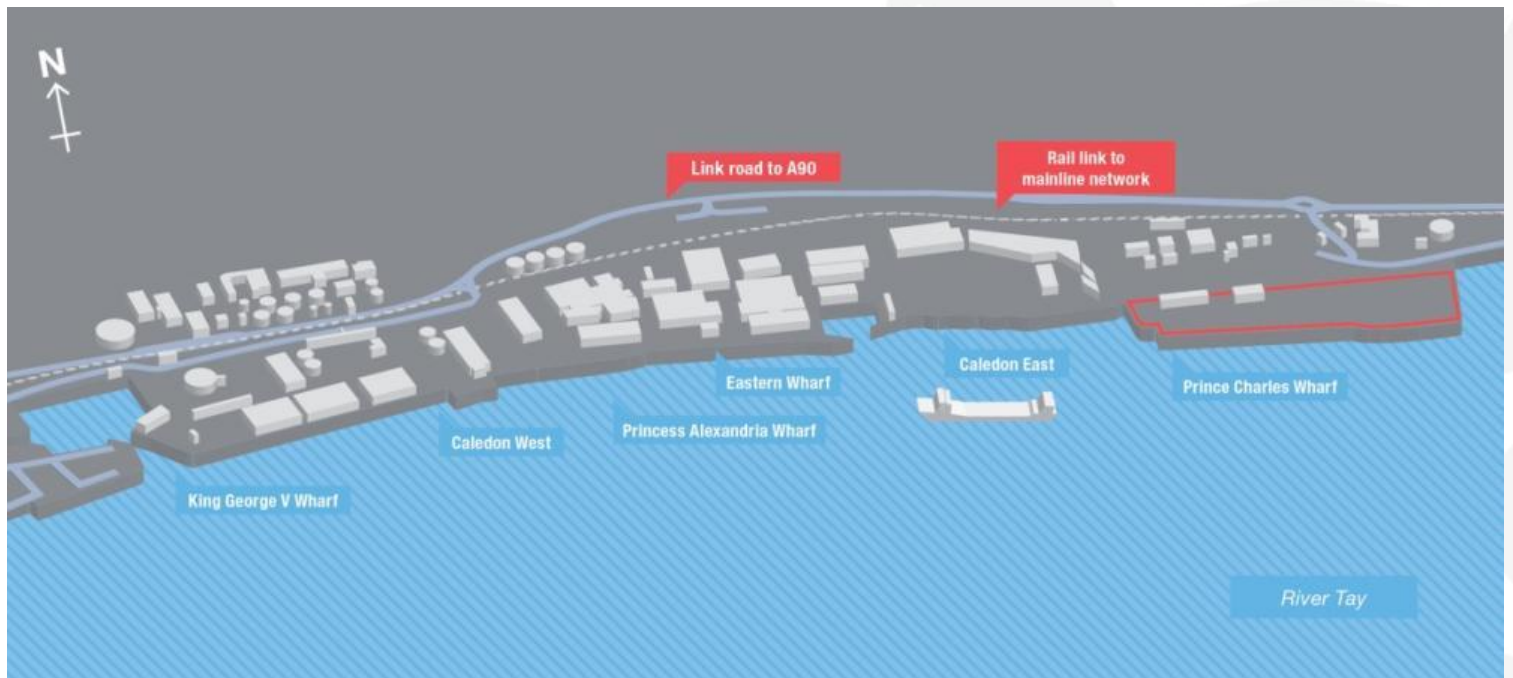 N
Link road to A90
Rail link to
mainline network
Eastern Wharf
Caledon East
Prince Charles Wharf
Princess Alexandria Wharf
Caledon West
King George V Wharf
River Tay